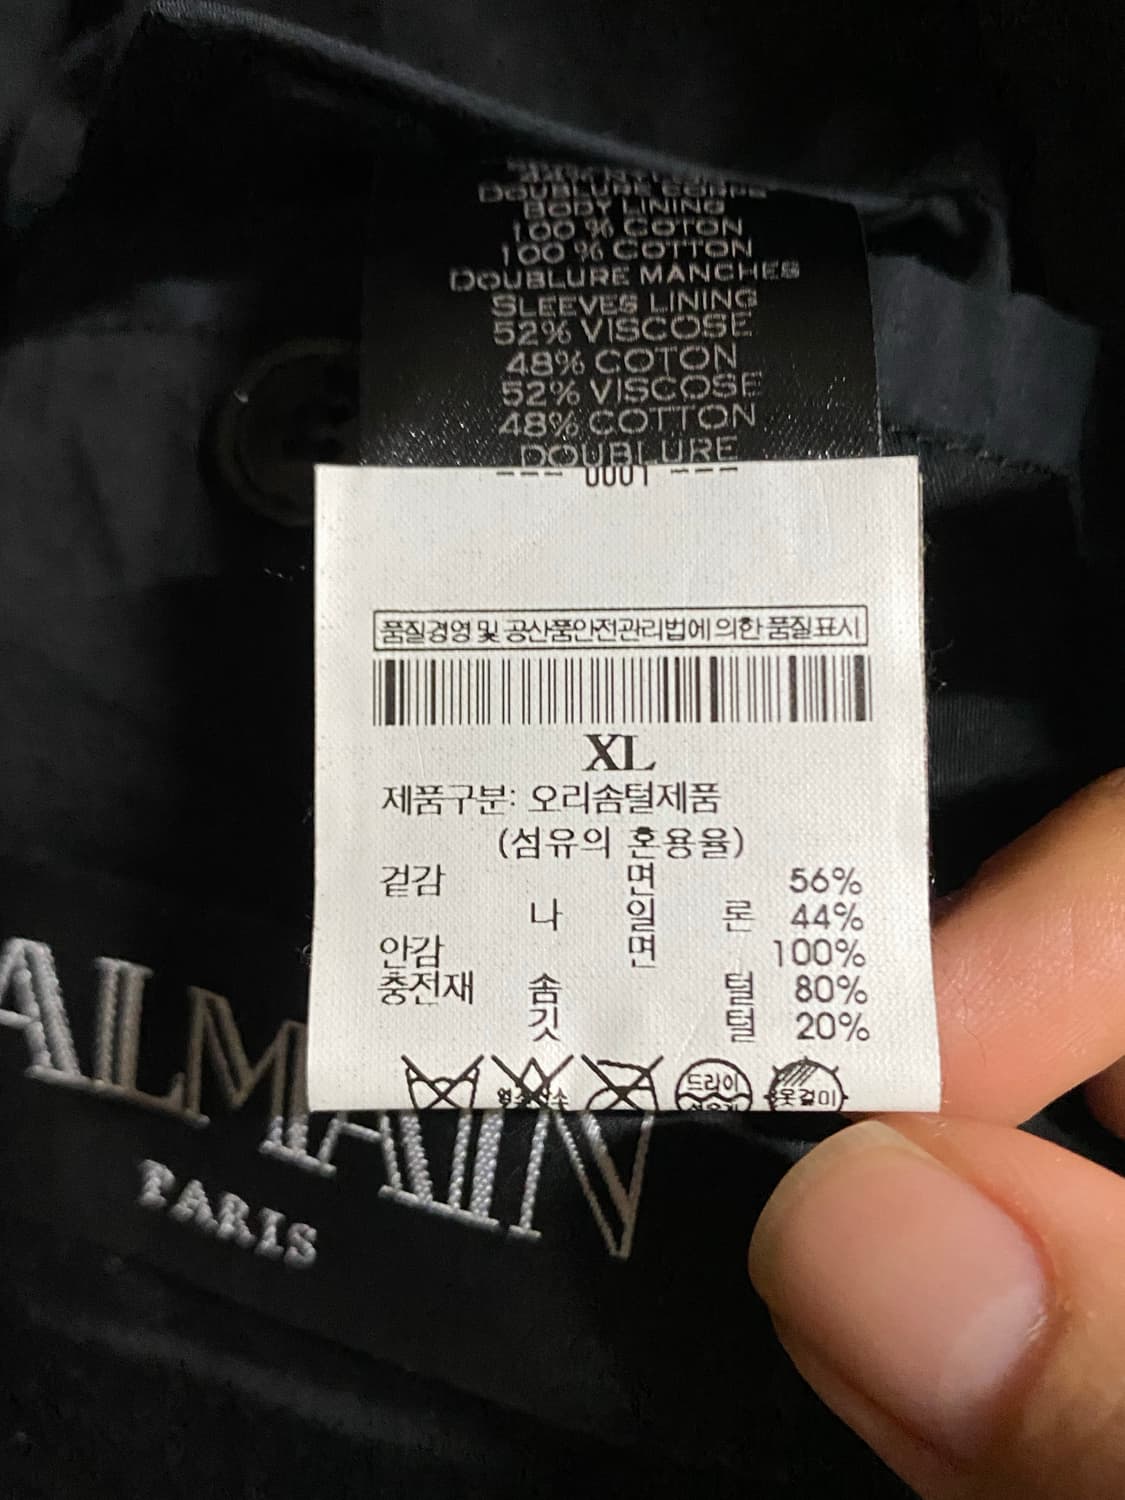 DOUBLURE CORPS
BODY LINING
100 % COTON
100 % COTTON
DOUBLURE MANCHES
SLEEVES LINING
52% VISCOSE
48% COTON
52% VISCOSE
48% COTTON
DOUBLURE
--- 0001 ---
품질경영 및 공산품안전관리법에 의한 품질표시
XL
제품구분: 오리솜털제품
(섬유의 혼용율)
겉감 면 56%
나 일 론 44%
안감 면 100%
충전재 솜 털 80%
깃 털 20%
드라이 옷걸이
ALMAIN
PARIS